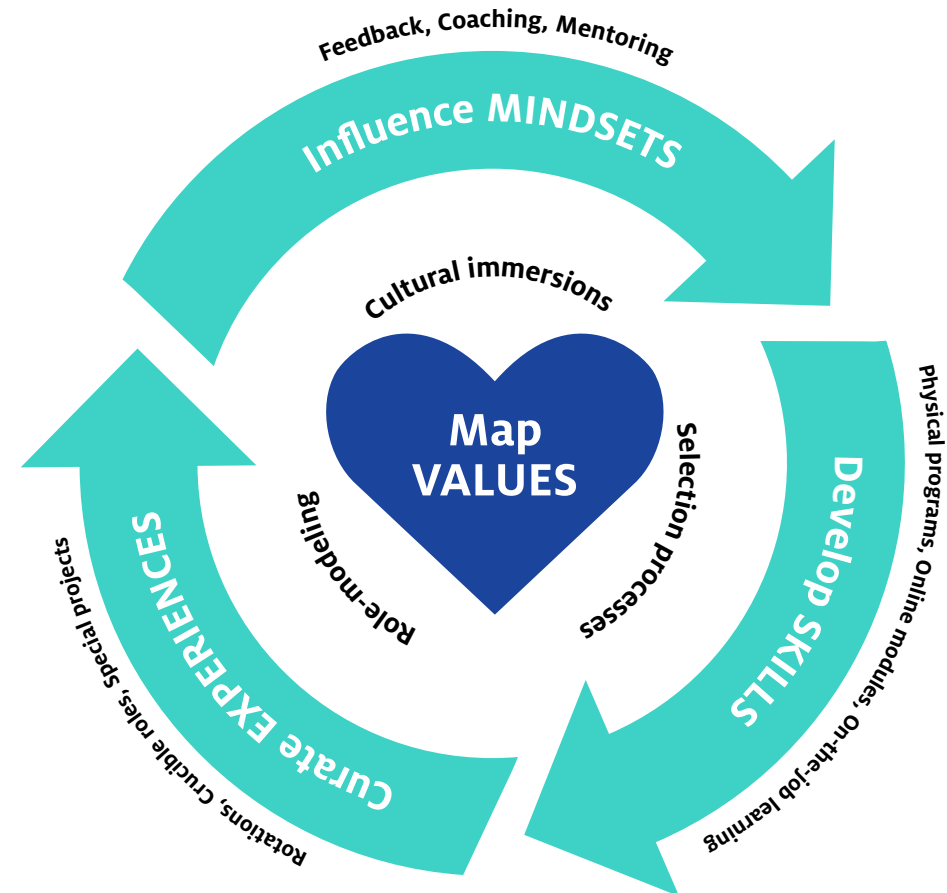 Feedback, Coaching, Mentoring
Influence MINDSETS
Cultural immersions
Map
VALUES
Selection processes
Role-modeling
Develop SKILLS
Physical programs, Online modules, On-the-job learning
Curate EXPERIENCES
Rotations, Crucible roles, Special projects